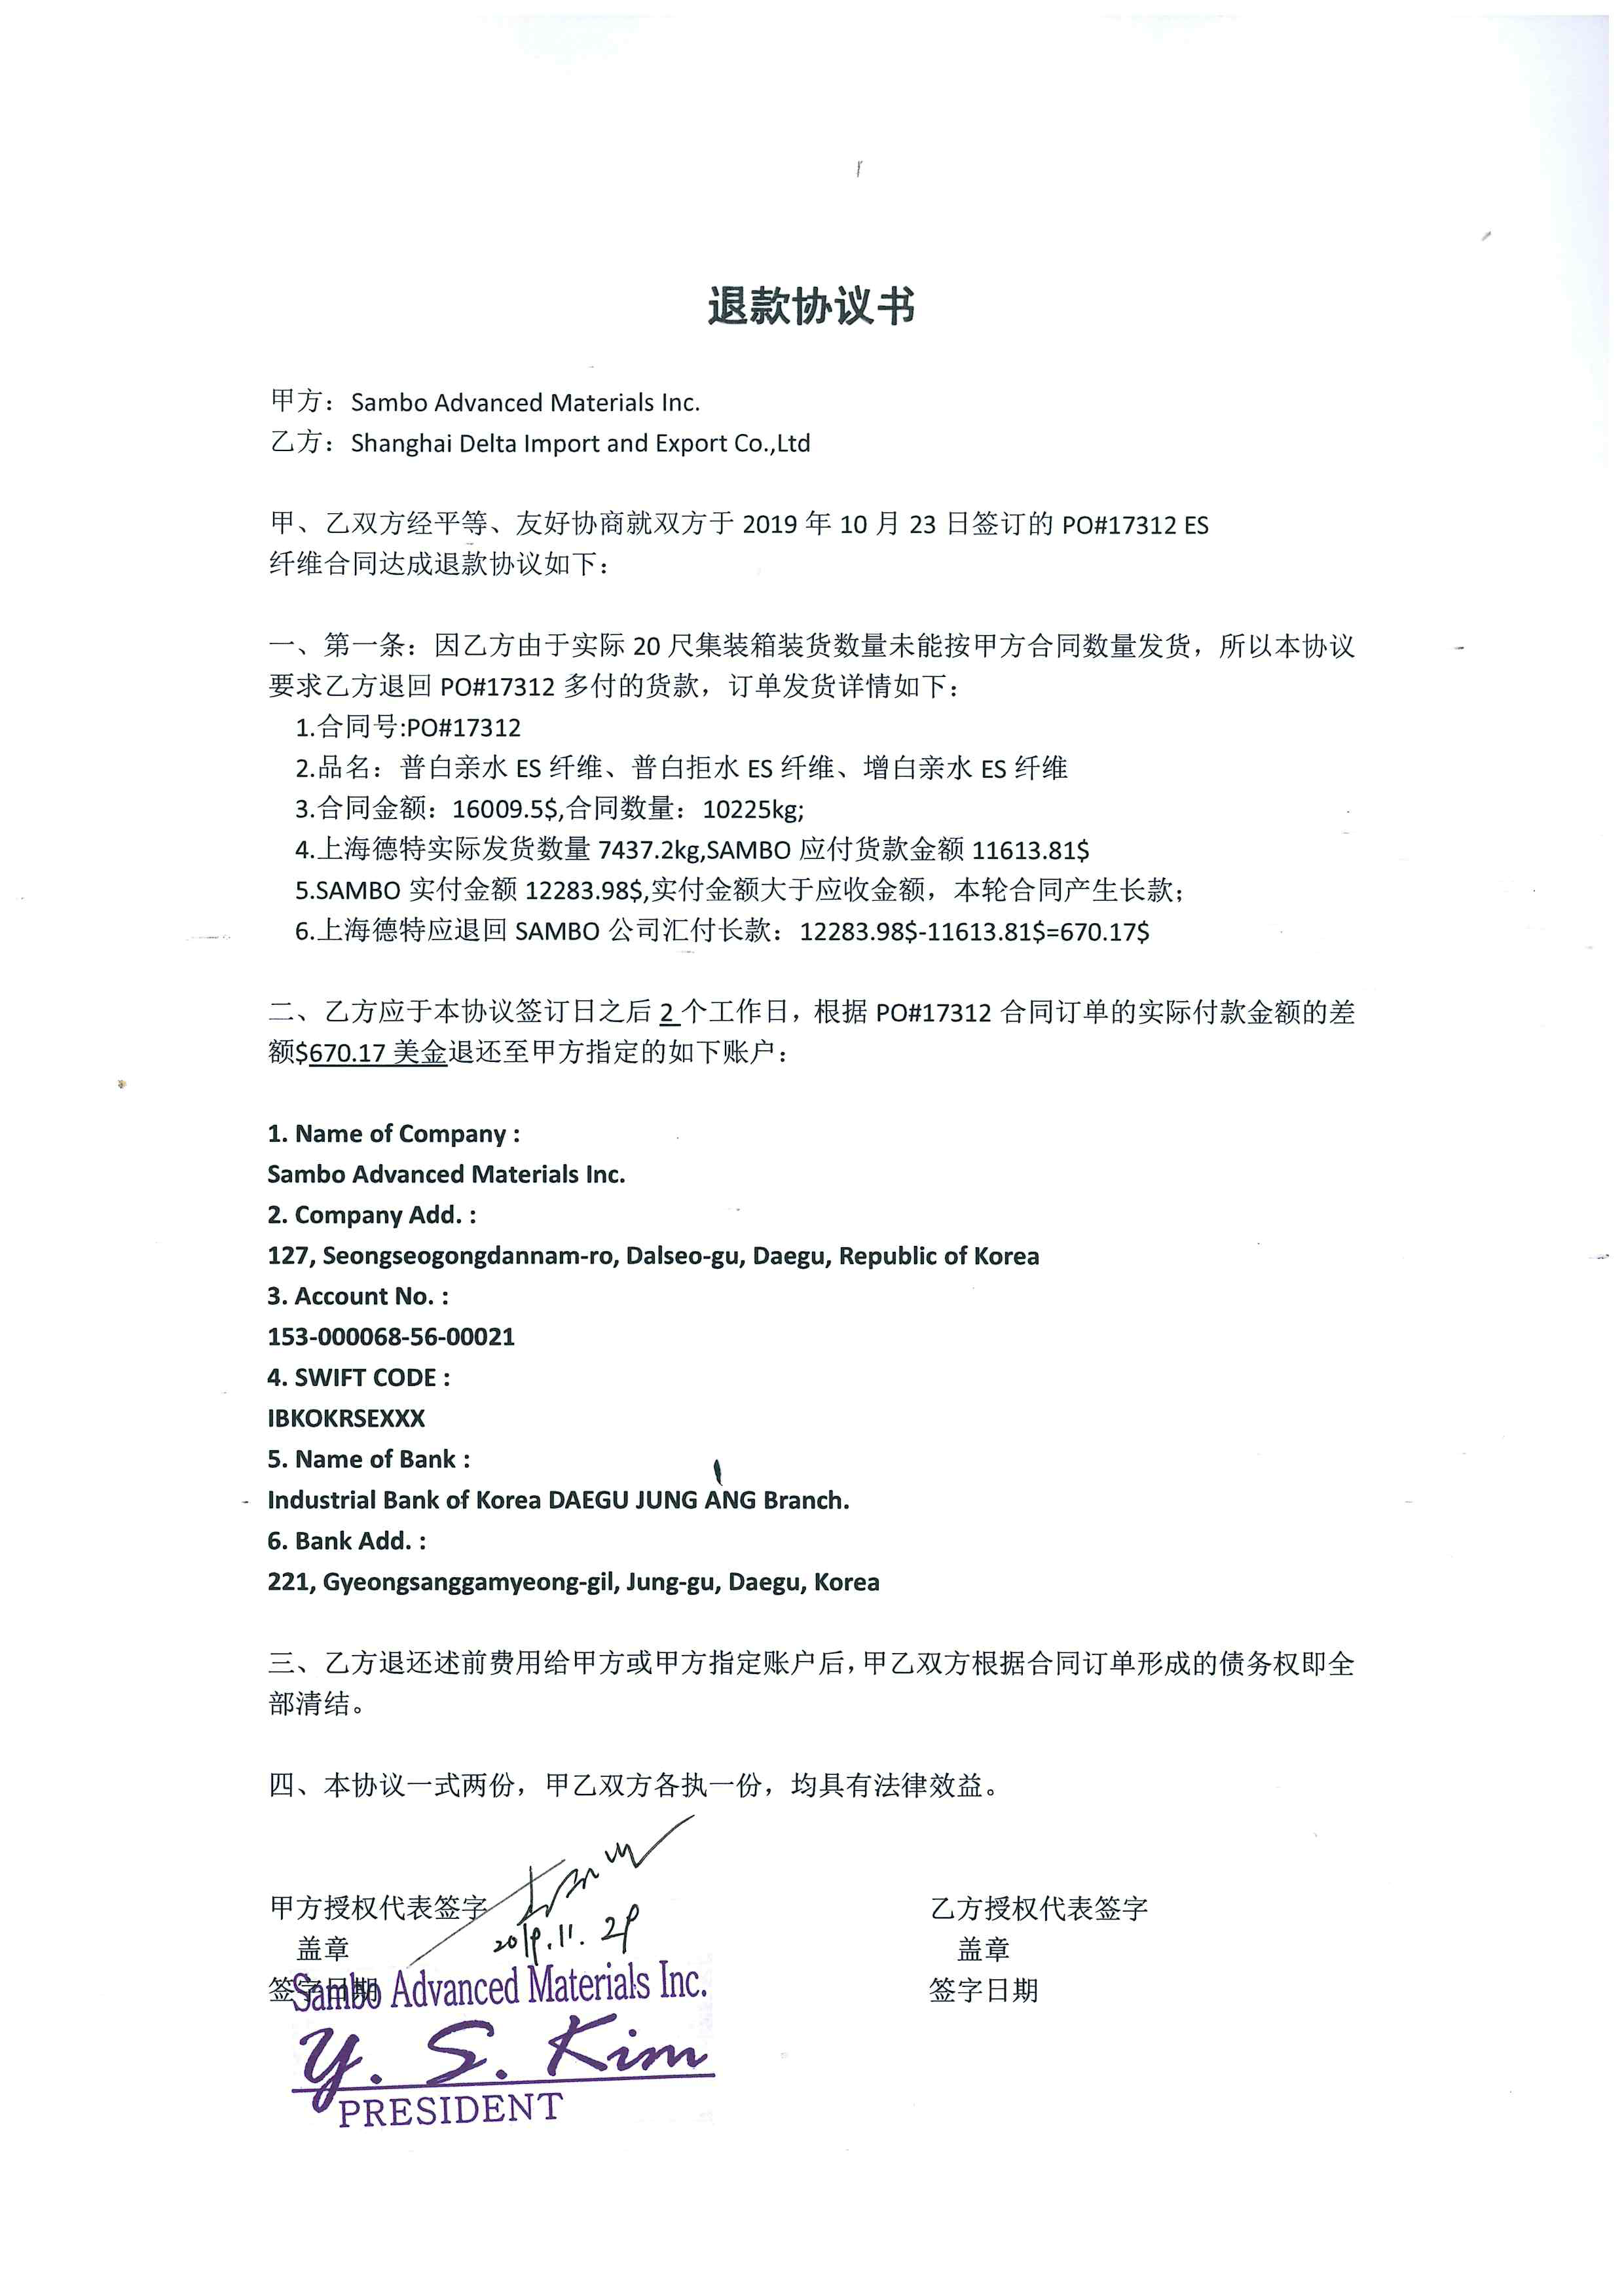 退款协议书
甲方：Sambo Advanced Materials Inc.
乙方：Shanghai Delta Import and Export Co.,Ltd
甲、乙双方经平等、友好协商就双方于 2019 年 10 月 23 日签订的 PO#17312 ES
纤维合同达成退款协议如下：
一、第一条：因乙方由于实际 20 尺集装箱装货数量未能按甲方合同数量发货，所以本协议
要求乙方退回 PO#17312 多付的货款，订单发货详情如下：
1.合同号:PO#17312
2.品名：普白亲水 ES 纤维、普白拒水 ES 纤维、增白亲水 ES 纤维
3.合同金额：16009.5$,合同数量：10225kg;
4.上海德特实际发货数量 7437.2kg,SAMBO 应付货款金额 11613.81$
5.SAMBO 实付金额 12283.98$,实付金额大于应收金额，本轮合同产生长款；
6.上海德特应退回 SAMBO 公司汇付长款：12283.98$-11613.81$=670.17$
二、乙方应于本协议签订日之后 2 个工作日，根据 PO#17312 合同订单的实际付款金额的差
额$670.17 美金退还至甲方指定的如下账户：
1. Name of Company :
Sambo Advanced Materials Inc.
2. Company Add. :
127, Seongseogongdannam-ro, Dalseo-gu, Daegu, Republic of Korea
3. Account No. :
153-000068-56-00021
4. SWIFT CODE :
IBKOKRSEXXX
5. Name of Bank :
Industrial Bank of Korea DAEGU JUNG ANG Branch.
6. Bank Add. :
221, Gyeongsanggamyeong-gil, Jung-gu, Daegu, Korea
三、乙方退还述前费用给甲方或甲方指定账户后，甲乙双方根据合同订单形成的债务权即全
部清结。
四、本协议一式两份，甲乙双方各执一份，均具有法律效益。
甲方授权代表签字 乙方授权代表签字
2019.11.29
盖章 盖章
签字日期 签字日期
Sambo Advanced Materials Inc.
Y. S. Kim
PRESIDENT